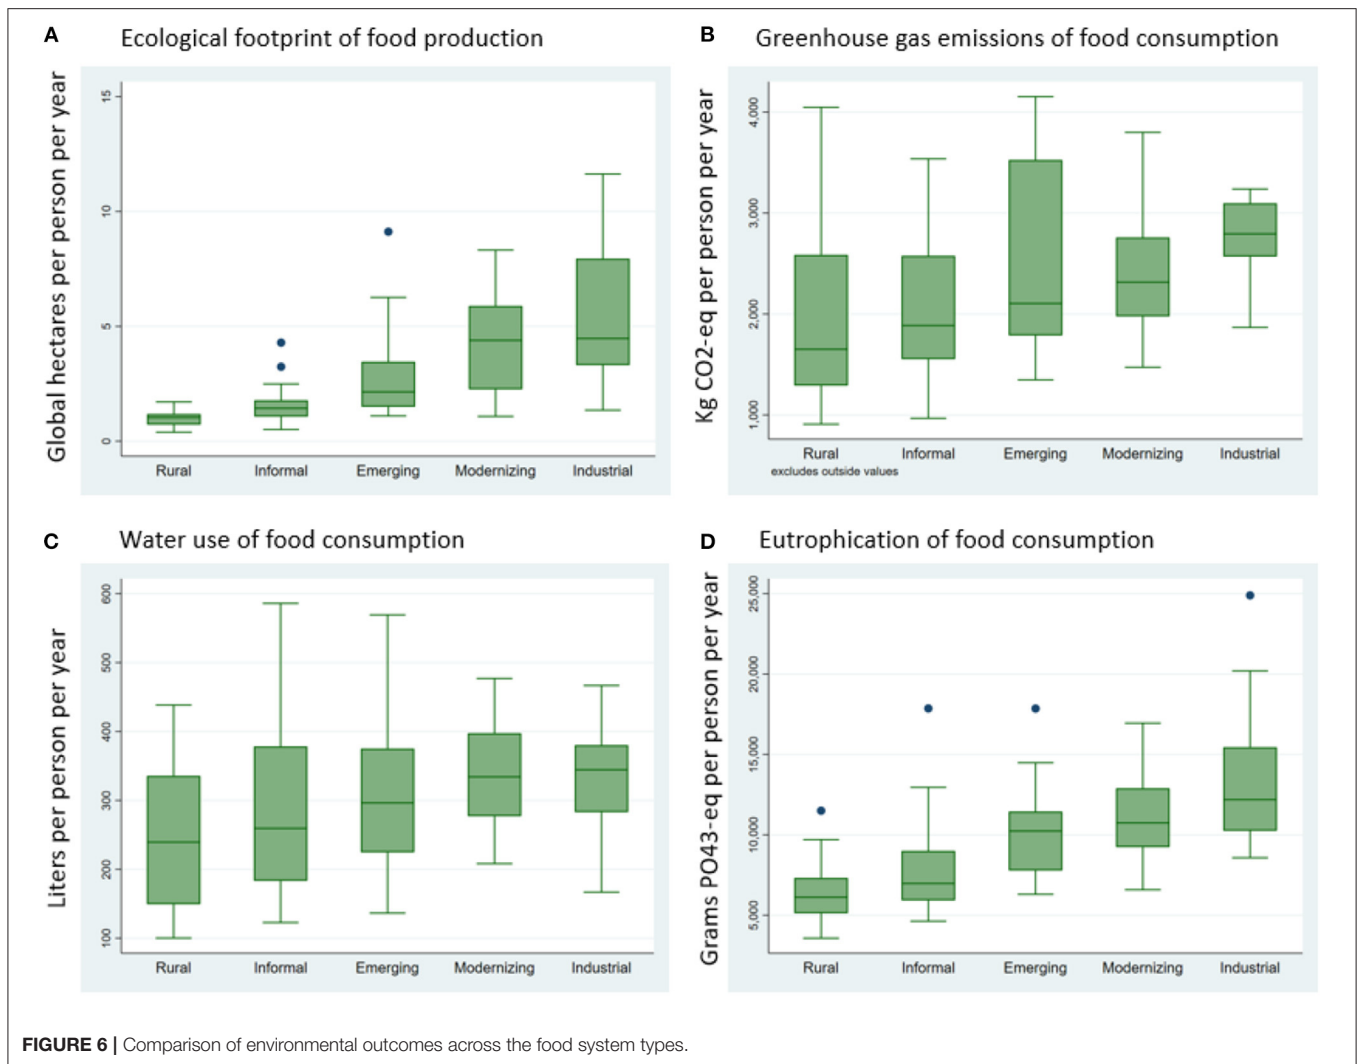 A Ecological footprint of food production
Global hectares per person per year
15
10
5
0
Rural Informal Emerging Modernizing Industrial
B Greenhouse gas emissions of food consumption
Kg CO2-eq per person per year
4,000
3,000
2,000
1,000
Rural Informal Emerging Modernizing Industrial
excludes outside values
C Water use of food consumption
Liters per person per year
600
500
400
300
200
100
Rural Informal Emerging Modernizing Industrial
D Eutrophication of food consumption
Grams PO43-eq per person per year
25,000
20,000
15,000
10,000
5,000
Rural Informal Emerging Modernizing Industrial
FIGURE 6 | Comparison of environmental outcomes across the food system types.